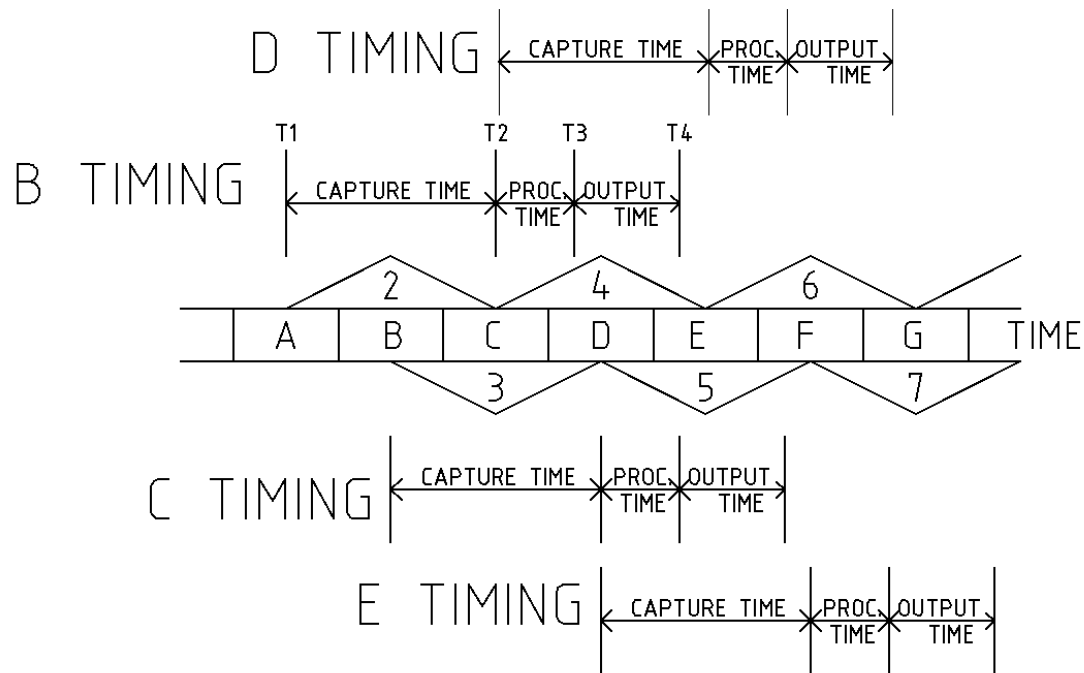 D TIMING
CAPTURE TIME PROC. TIME OUTPUT TIME
T1 T2 T3 T4
B TIMING
CAPTURE TIME PROC. TIME OUTPUT TIME
2 4 6
A B C D E F G TIME
3 5 7
C TIMING
CAPTURE TIME PROC. TIME OUTPUT TIME
E TIMING
CAPTURE TIME PROC. TIME OUTPUT TIME